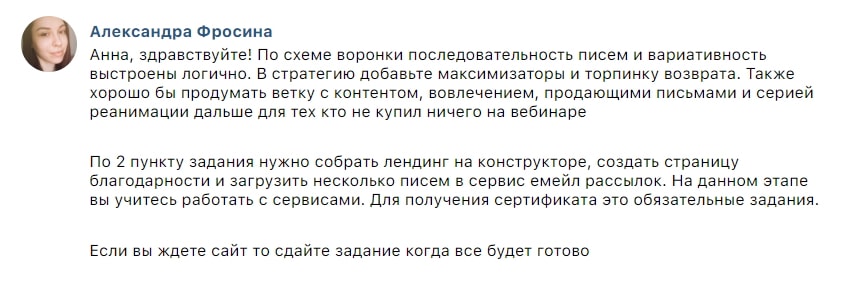 Александра Фросина
Анна, здравствуйте! По схеме воронки последовательность писем и вариативность
выстроены логично. В стратегию добавьте максимизаторы и торпинку возврата. Также
хорошо бы продумать ветку с контентом, вовлечением, продающими письмами и серией
реанимации дальше для тех кто не купил ничего на вебинаре
По 2 пункту задания нужно собрать лендинг на конструкторе, создать страницу
благодарности и загрузить несколько писем в сервис емейл рассылок. На данном этапе
вы учитесь работать с сервисами. Для получения сертификата это обязательные задания.
Если вы ждете сайт то сдайте задание когда все будет готово